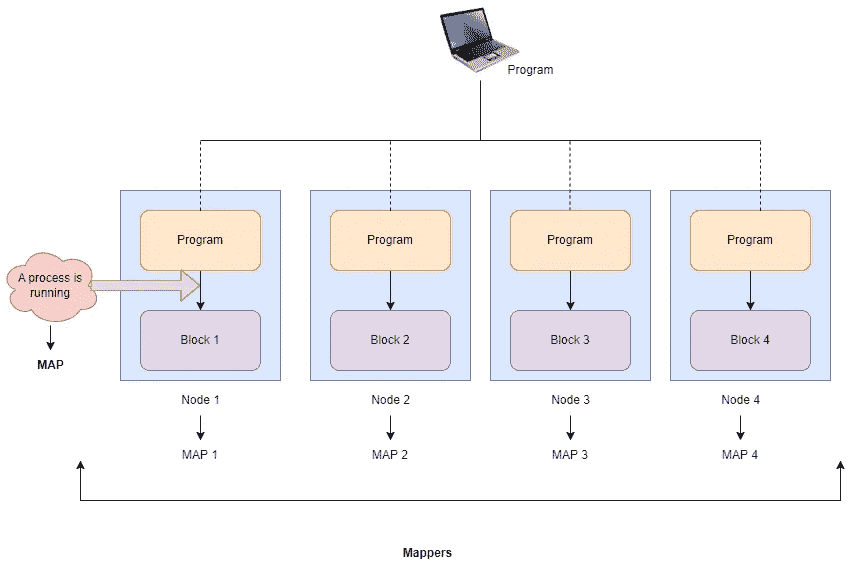 Program
Program
Program
Program
Program
A process is
running
Block 1
Block 2
Block 3
Block 4
MAP
Node 1
Node 2
Node 3
Node 4
MAP 1
MAP 2
MAP 3
MAP 4
Mappers